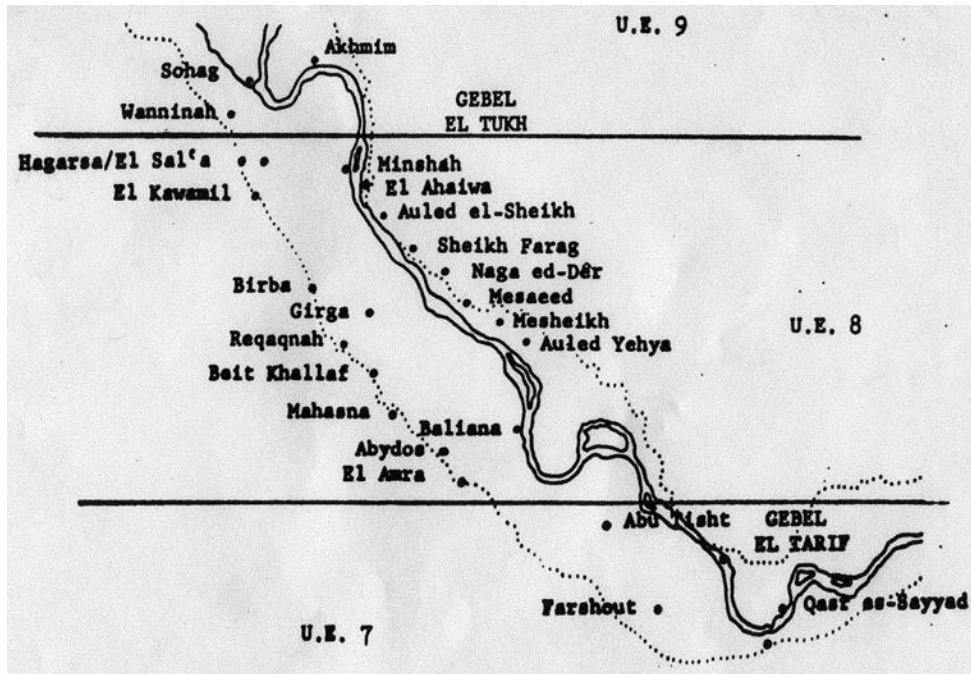 U.E. 9
Akhmim
Sohag
GEBEL
EL TUKH
Wanninah
Hagarsa/El Salʿa
Minshah
El Ahaiwa
El Kawamil
Auled el-Sheikh
Sheikh Farag
Naga ed-Dêr
Birba
Mesaeed
Girga
Mesheikh
U.E. 8
Reqaqnah
Auled Yehya
Beit Khallaf
Mahasna
Baliana
Abydos
El Amra
Abu Tisht
GEBEL
EL TARIF
Farshout
Qasr as-Sayyad
U.E. 7